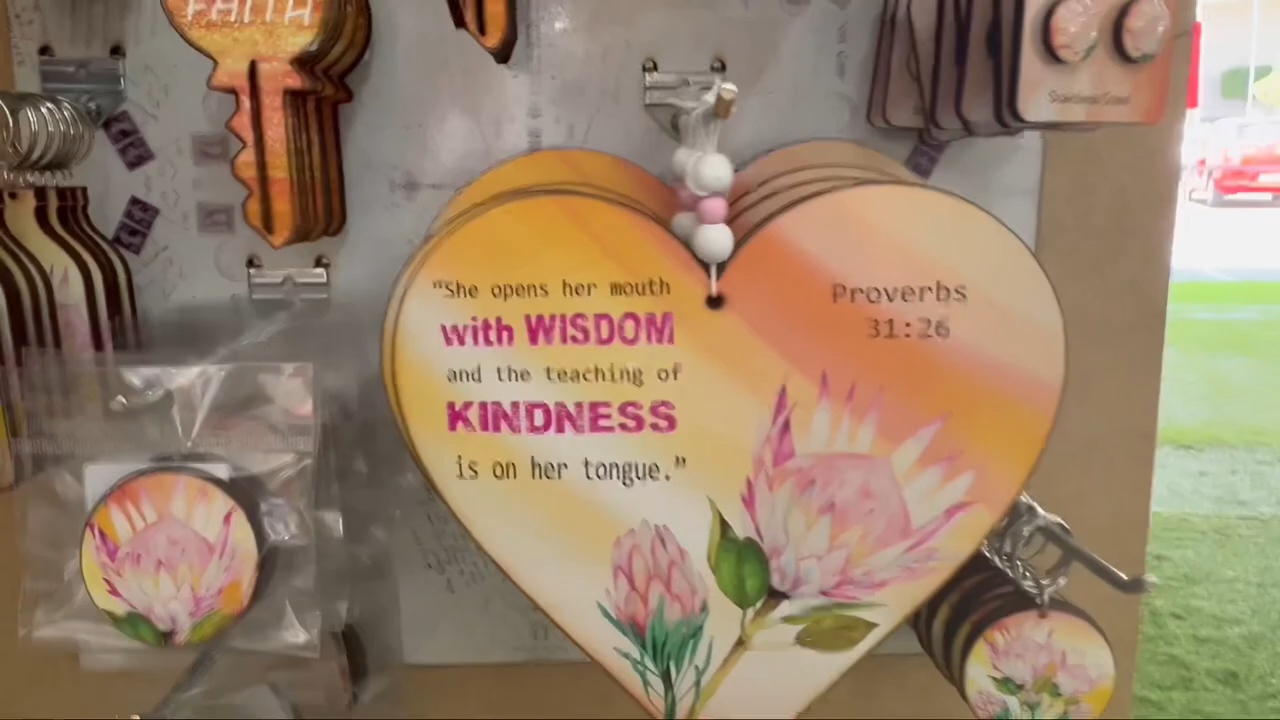 FAITH
"She opens her mouth
with WISDOM
and the teaching of
KINDNESS
is on her tongue."
Proverbs
31:26